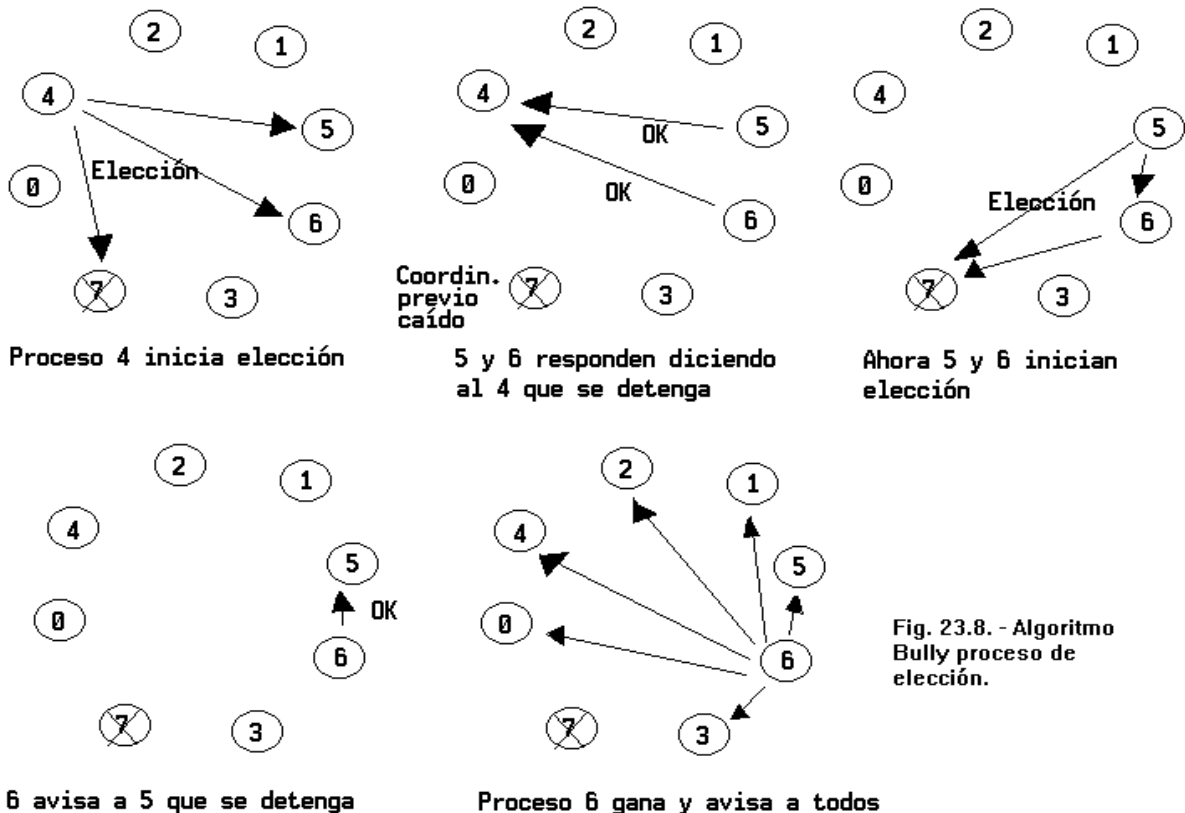 2
1
4
5
Elección
0
6
7
3
Proceso 4 inicia elección
2
1
4
5
OK
0
OK
6
Coordin.
previo
caído
7
3
5 y 6 responden diciendo
al 4 que se detenga
2
1
4
5
0
Elección
6
7
3
Ahora 5 y 6 inician
elección
2
1
4
5
OK
0
6
7
3
6 avisa a 5 que se detenga
2
1
4
5
0
6
7
3
Proceso 6 gana y avisa a todos
Fig. 23.8. - Algoritmo
Bully proceso de
elección.